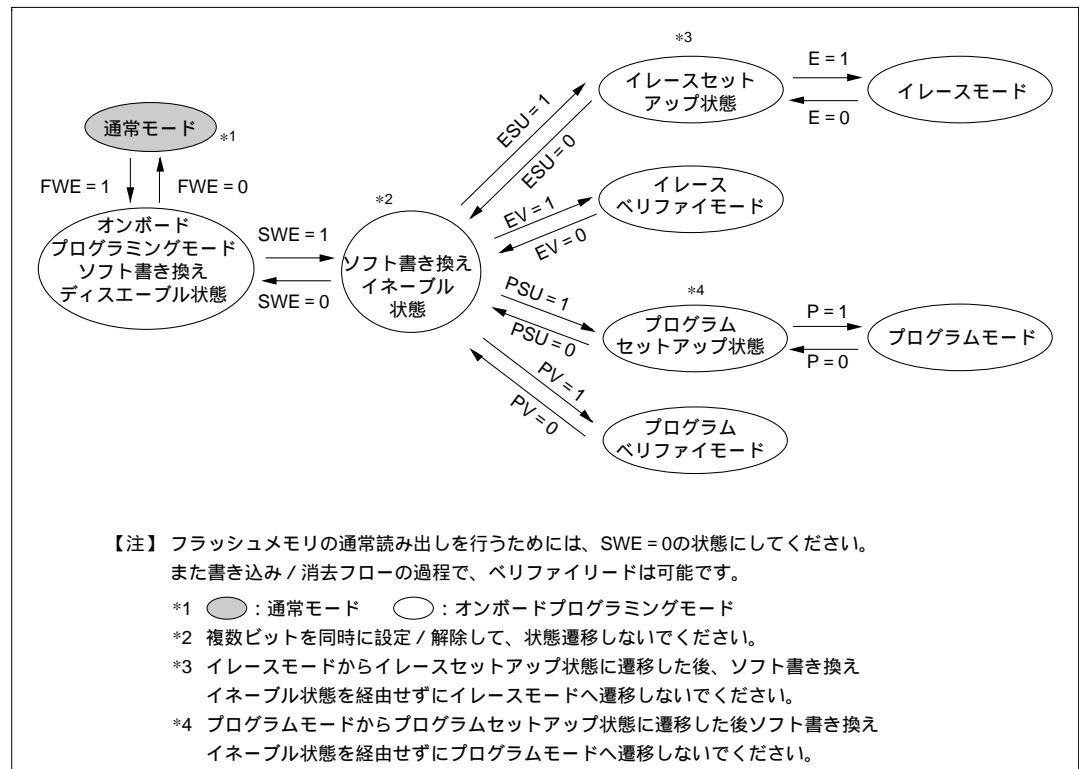 *3
E = 1
イレースセット
アップ状態
イレースモード
E = 0
通常モード
*1
ESU = 1
ESU = 0
FWE = 1
FWE = 0
イレース
ベリファイモード
*2
EV = 1
EV = 0
オンボード
プログラミングモード
ソフト書き換え
ディスエーブル状態
SWE = 1
SWE = 0
ソフト書き換え
イネーブル
状態
PSU = 1
PSU = 0
*4
プログラム
セットアップ状態
P = 1
P = 0
プログラムモード
PV = 1
PV = 0
プログラム
ベリファイモード
【注】 フラッシュメモリの通常読み出しを行うためには、SWE = 0の状態にしてください。
また書き込み / 消去フローの過程で、ベリファイリードは可能です。
*1 : 通常モード : オンボードプログラミングモード
*2 複数ビットを同時に設定 / 解除して、状態遷移しないでください。
*3 イレースモードからイレースセットアップ状態に遷移した後、ソフト書き換え
イネーブル状態を経由せずにイレースモードへ遷移しないでください。
*4 プログラムモードからプログラムセットアップ状態に遷移した後ソフト書き換え
イネーブル状態を経由せずにプログラムモードへ遷移しないでください。